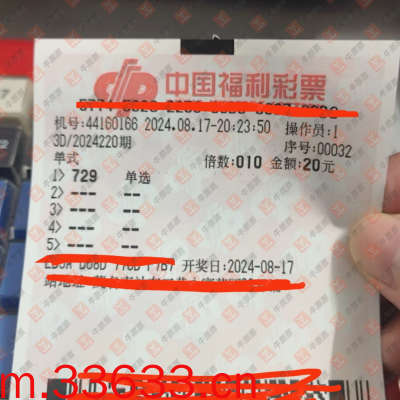 中国福利彩票
机号:44160166 2024.08.17-20:23:50 操作员:1
3D/2024220期 序号:00032
单式 倍数:010 金额:20元
1> 729 单选
2> --- --
3> --- --
4> --- --
5> --- --
开奖日:2024-08-17
m.33633.cn